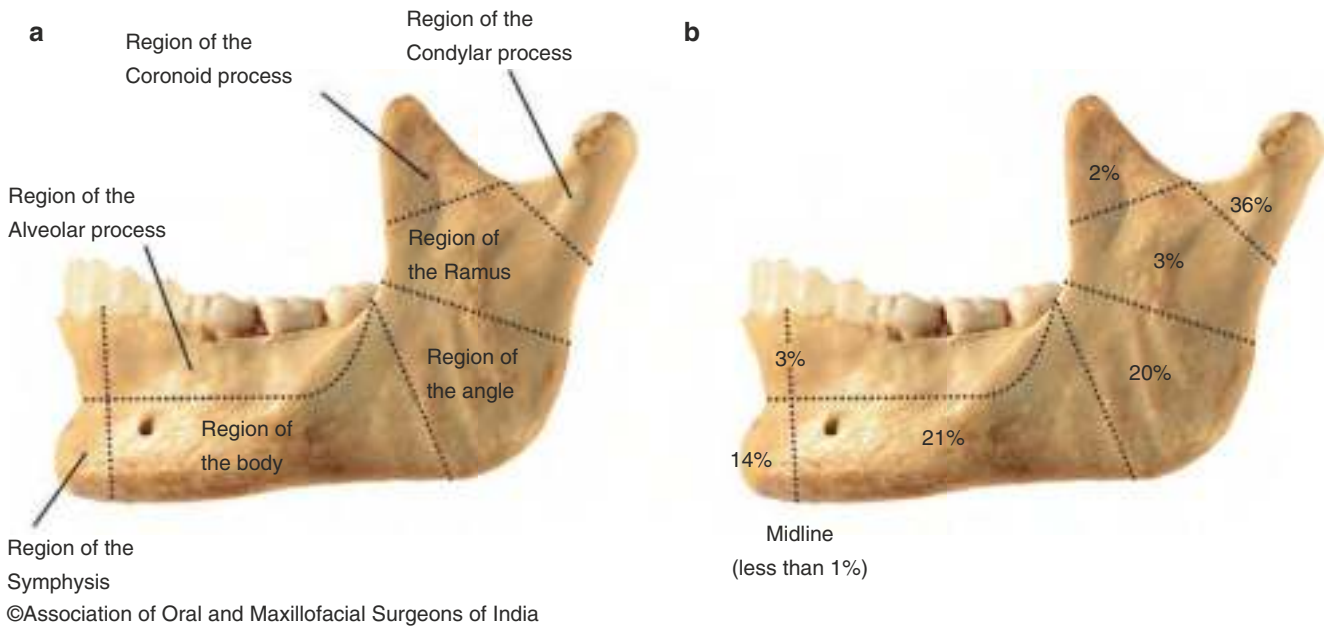 a
Region of the
Coronoid process
Region of the
Condylar process
Region of the
Alveolar process
Region of
the Ramus
Region of
the angle
Region of
the body
Region of the
Symphysis
©Association of Oral and Maxillofacial Surgeons of India
b
2%
36%
3%
3%
20%
21%
14%
Midline
(less than 1%)